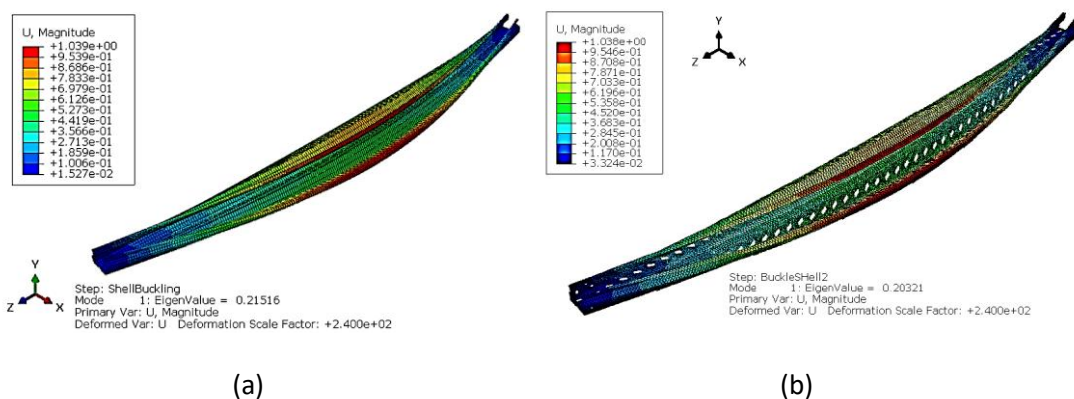 U, Magnitude
+1.039e+00
+9.539e-01
+8.686e-01
+7.833e-01
+6.979e-01
+6.126e-01
+5.273e-01
+4.419e-01
+3.566e-01
+2.713e-01
+1.859e-01
+1.006e-01
+1.527e-02
Y
Z X
Step: ShellBuckling
Mode 1: EigenValue = 0.21516
Primary Var: U, Magnitude
Deformed Var: U Deformation Scale Factor: +2.400e+02
(a)
U, Magnitude
+1.038e+00
+9.546e-01
+8.708e-01
+7.871e-01
+7.033e-01
+6.196e-01
+5.358e-01
+4.520e-01
+3.683e-01
+2.845e-01
+2.008e-01
+1.170e-01
+3.324e-02
Y
Z X
Step: BuckleSHell2
Mode 1: EigenValue = 0.20321
Primary Var: U, Magnitude
Deformed Var: U Deformation Scale Factor: +2.400e+02
(b)